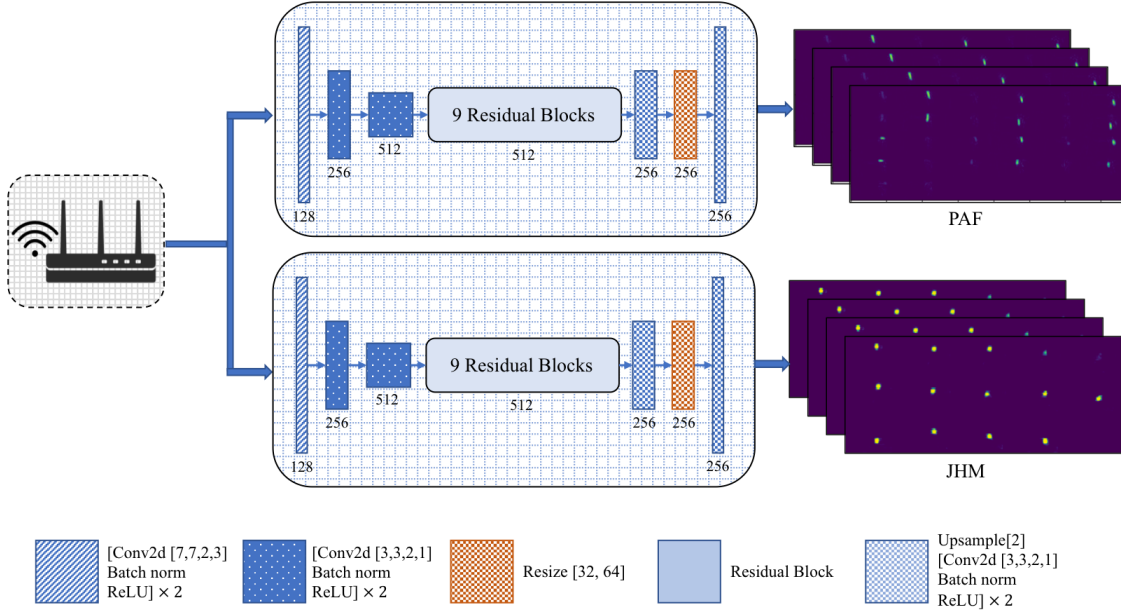 9 Residual Blocks
512
512
256
256
256
128
256
PAF
9 Residual Blocks
512
512
256
256
256
128
256
JHM
[Conv2d [7,7,2,3]
Batch norm
ReLU] × 2
[Conv2d [3,3,2,1]
Batch norm
ReLU] × 2
Resize [32, 64]
Residual Block
Upsample[2]
[Conv2d [3,3,2,1]
Batch norm
ReLU] × 2